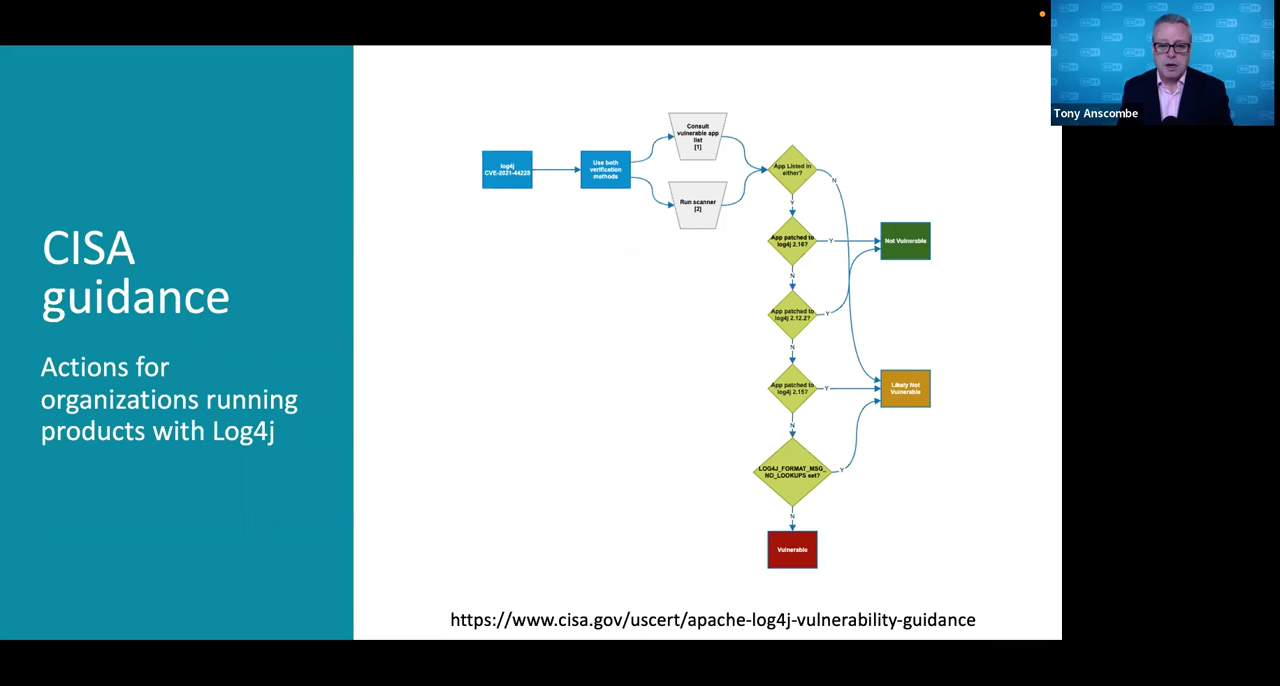 Tony Anscombe
CISA
guidance
Actions for
organizations running
products with Log4j
log4j
CVE-2021-44228
Use both
verification
methods
Consult
vulnerable app
list
[1]
Run scanner
[2]
App Listed in
either?
N
Y
App patched to
log4j 2.16?
Y
Not Vulnerable
N
App patched to
log4j 2.12.2?
Y
N
App patched to
log4j 2.15?
Y
Likely Not
Vulnerable
N
LOG4J_FORMAT_MSG_
NO_LOOKUPS set?
Y
N
Vulnerable
https://www.cisa.gov/uscert/apache-log4j-vulnerability-guidance